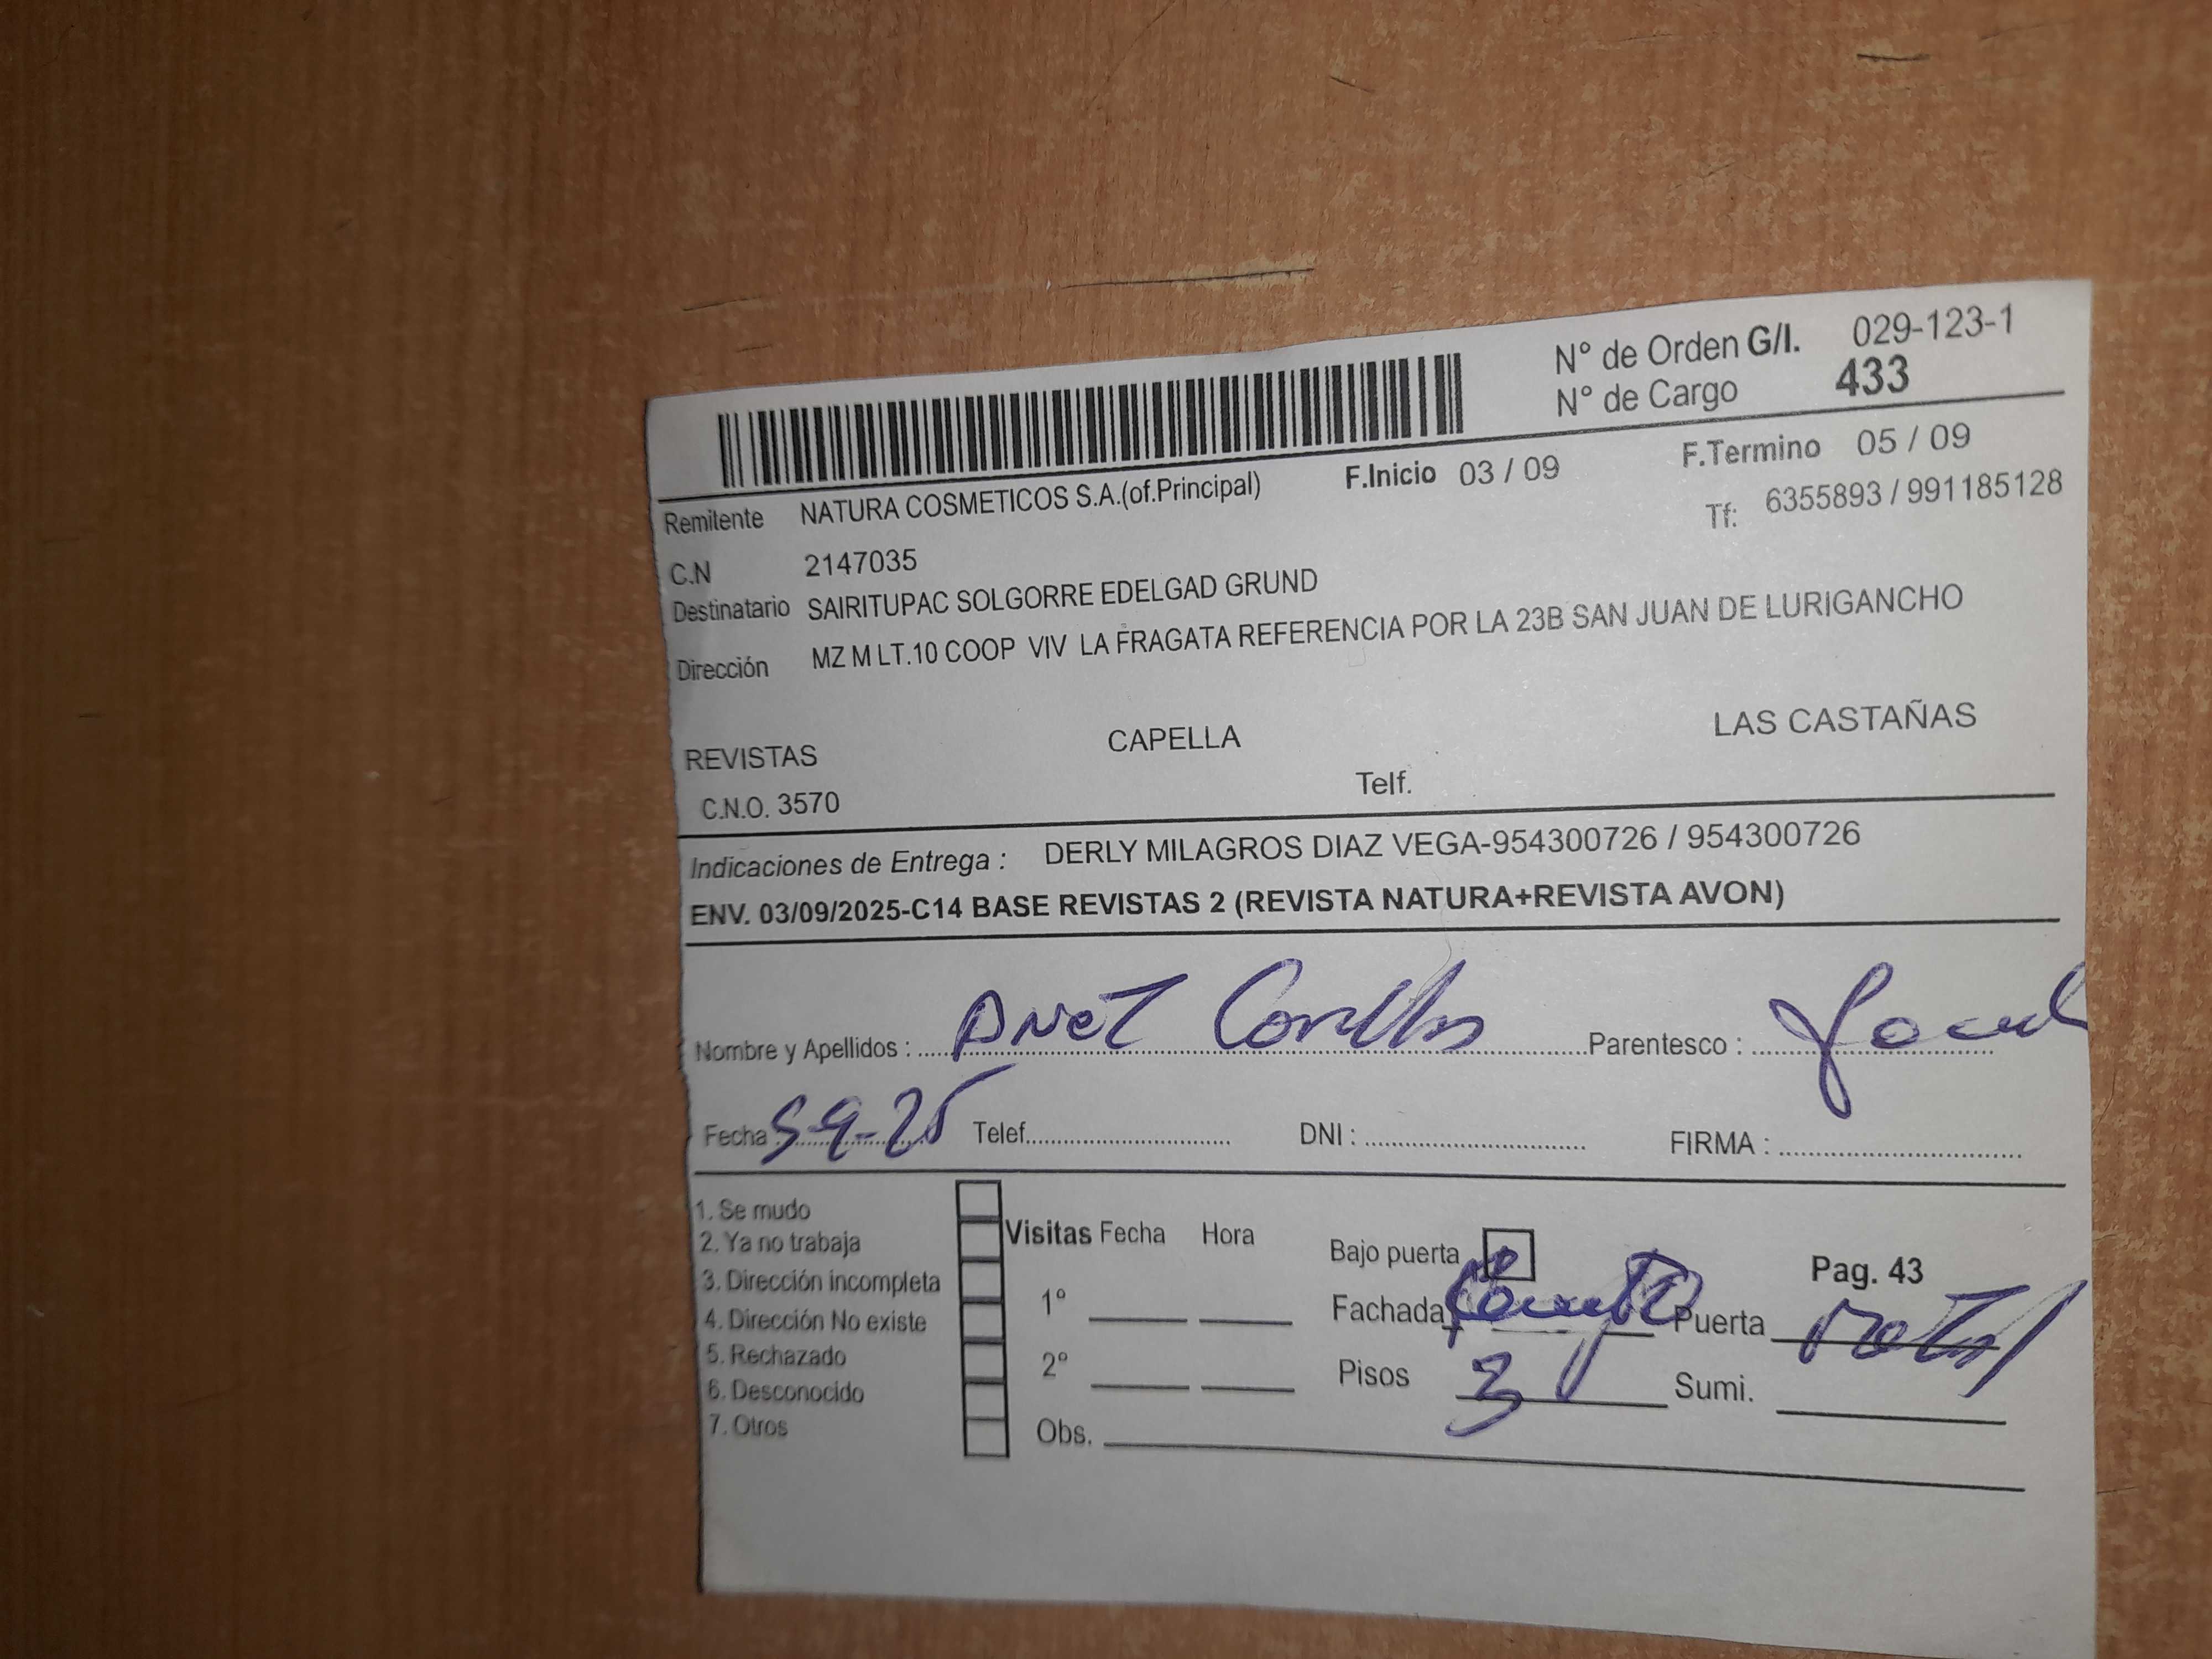 N° de Orden G/I. 029-123-1
N° de Cargo 433
F.Inicio 03 / 09 F.Termino 05 / 09
Remitente NATURA COSMETICOS S.A.(of.Principal) Tf: 6355893 / 991185128
C.N 2147035
Destinatario SAIRITUPAC SOLGORRE EDELGAD GRUND
Dirección MZ M LT.10 COOP VIV LA FRAGATA REFERENCIA POR LA 23B SAN JUAN DE LURIGANCHO
REVISTAS CAPELLA LAS CASTAÑAS
C.N.O. 3570 Telf.
Indicaciones de Entrega : DERLY MILAGROS DIAZ VEGA-954300726 / 954300726
ENV. 03/09/2025-C14 BASE REVISTAS 2 (REVISTA NATURA+REVISTA AVON)
Nombre y Apellidos : Anet Parentesco :
Fecha 5-9-25 Telef. DNI : FIRMA :
1. Se mudo
2. Ya no trabaja
3. Dirección incompleta
4. Dirección No existe
5. Rechazado
6. Desconocido
7. Otros
Visitas Fecha Hora
1°
2°
Obs.
Bajo puerta Pag. 43
Fachada Puerta
Pisos 3 Sumi.